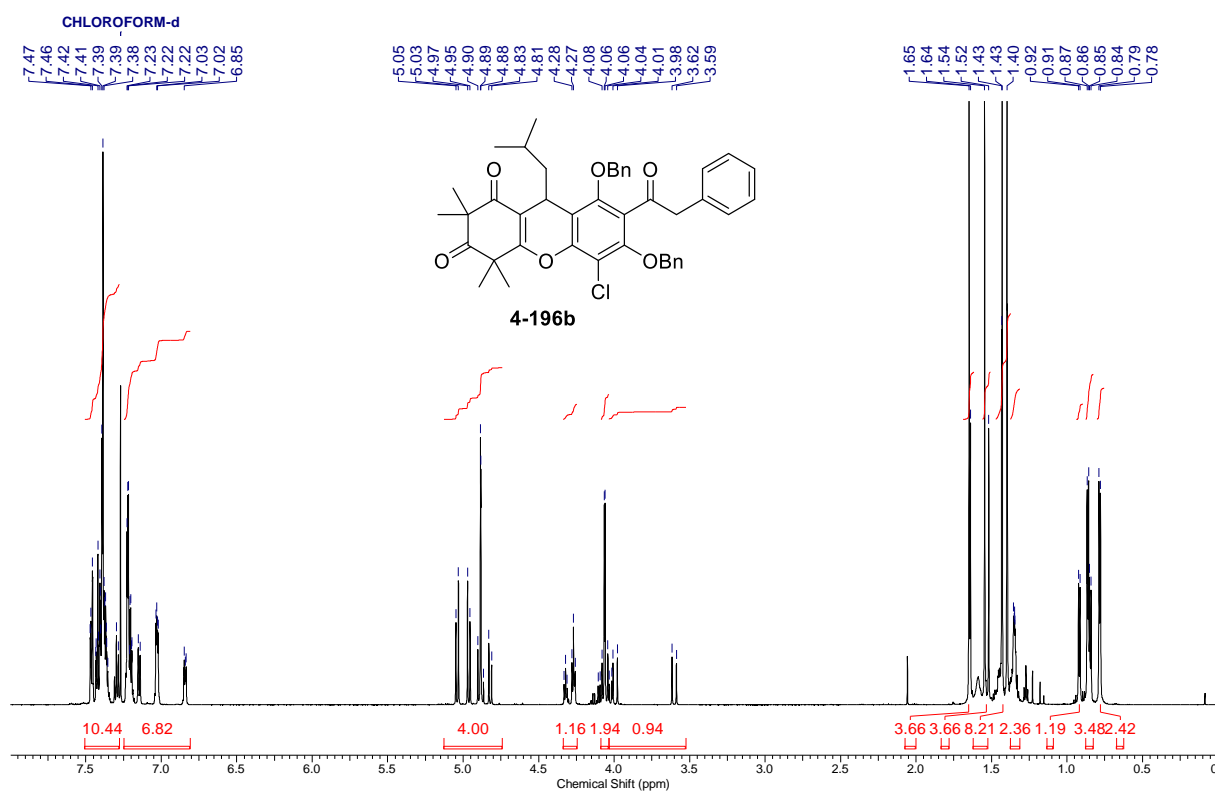 CHLOROFORM-d
7.47 7.46 7.42 7.41 7.39 7.39 7.38 7.23 7.22 7.22 7.03 7.02 6.85 5.05 5.03 4.97 4.95 4.90 4.89 4.88 4.83 4.81 4.28 4.27 4.08 4.06 4.06 4.04 4.01 3.98 3.62 3.59 1.65 1.64 1.54 1.52 1.43 1.43 1.40 0.92 0.91 0.87 0.86 0.85 0.84 0.79 0.78
O O OBn O
O O OBn
Cl
4-196b
10.44 6.82 4.00 1.16 1.94 0.94 3.66 3.66 8.21 2.36 1.19 3.48 2.42
7.5 7.0 6.5 6.0 5.5 5.0 4.5 4.0 3.5 3.0 2.5 2.0 1.5 1.0 0.5 0
Chemical Shift (ppm)